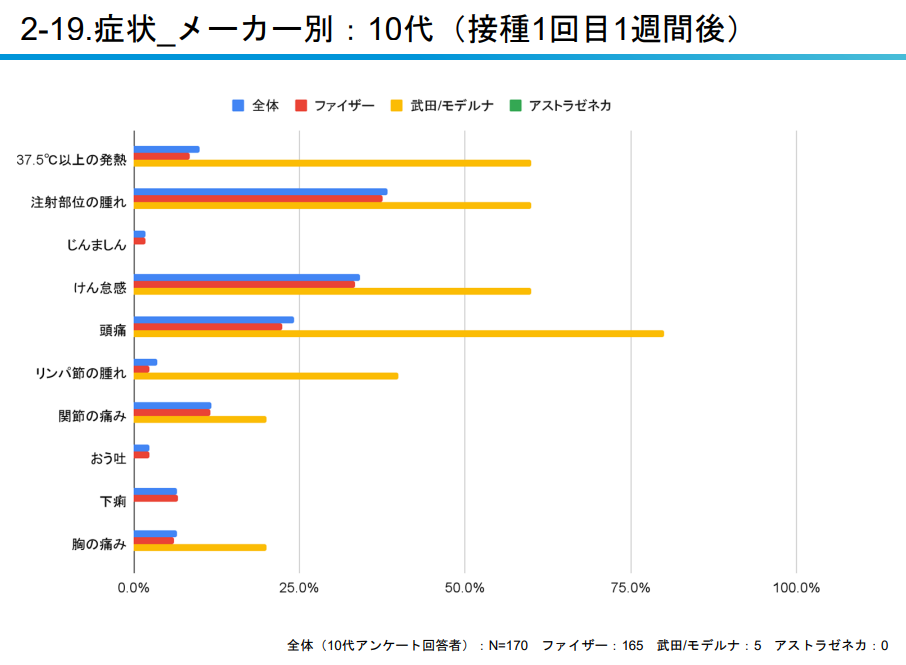 2-19.症状_メーカー別：10代（接種1回目1週間後）
全体 ファイザー 武田/モデルナ アストラゼネカ
37.5℃以上の発熱
注射部位の腫れ
じんましん
けん怠感
頭痛
リンパ節の腫れ
関節の痛み
おう吐
下痢
胸の痛み
0.0% 25.0% 50.0% 75.0% 100.0%
全体（10代アンケート回答者）：N=170　ファイザー：165　武田/モデルナ：5　アストラゼネカ：0